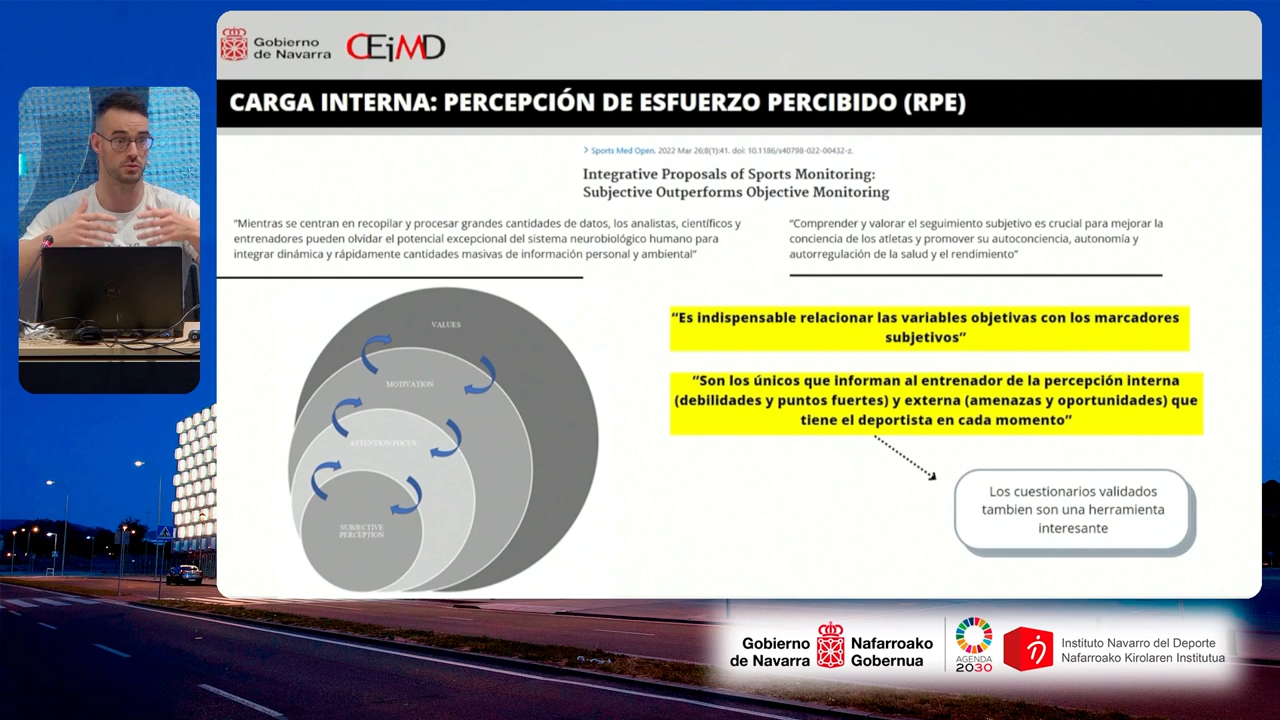 Gobierno
de Navarra
CEiMD
CARGA INTERNA: PERCEPCIÓN DE ESFUERZO PERCIBIDO (RPE)
Sports Med Open. 2022 Mar 26;8(1):41. doi: 10.1186/s40798-022-00432-z.
Integrative Proposals of Sports Monitoring:
Subjective Outperforms Objective Monitoring
“Mientras se centran en recopilar y procesar grandes cantidades de datos, los analistas, científicos y
entrenadores pueden olvidar el potencial excepcional del sistema neurobiológico humano para
integrar dinámica y rápidamente cantidades masivas de información personal y ambiental”
“Comprender y valorar el seguimiento subjetivo es crucial para mejorar la
conciencia de los atletas y promover su autoconciencia, autonomía y
autorregulación de la salud y el rendimiento”
VALUES
MOTIVATION
ATTENTION FOCUS
SUBJECTIVE
PERCEPTION
“Es indispensable relacionar las variables objetivas con los marcadores
subjetivos”
“Son los únicos que informan al entrenador de la percepción interna
(debilidades y puntos fuertes) y externa (amenazas y oportunidades) que
tiene el deportista en cada momento”
Los cuestionarios validados
tambien son una herramienta
interesante
Gobierno
de Navarra
Nafarroako
Gobernua
AGENDA
2030
Instituto Navarro del Deporte
Nafarroako Kirolaren Institutua